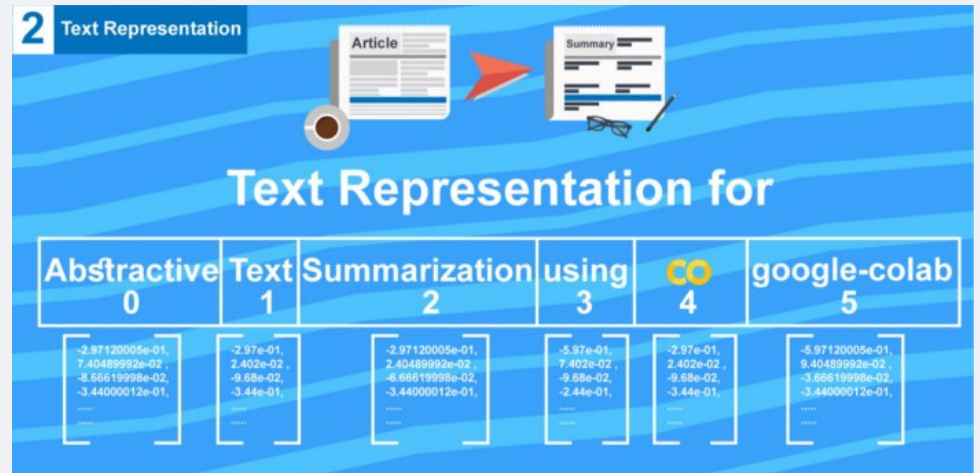 2 Text Representation
Article
Summary
Text Representation for
Abstractive Text Summarization using CO google-colab
0 1 2 3 4 5
-2.97120005e-01, -2.97e-01, -2.97120005e-01, -5.97e-01, -2.97e-01, -5.97120005e-01,
7.40489992e-02 , 2.402e-02 , 2.40489992e-02 , 7.402e-02 , 2.402e-02 , 9.40489992e-02 ,
-8.66619998e-02, -9.68e-02, -6.66619998e-02, -9.68e-02, -9.68e-02, -3.66619998e-02,
-3.44000012e-01, -3.44e-01, -3.44000012e-01, -2.44e-01, -3.44e-01, -3.44000012e-01,
..... ..... ..... ..... ..... .....
..... ..... ..... ..... ..... .....